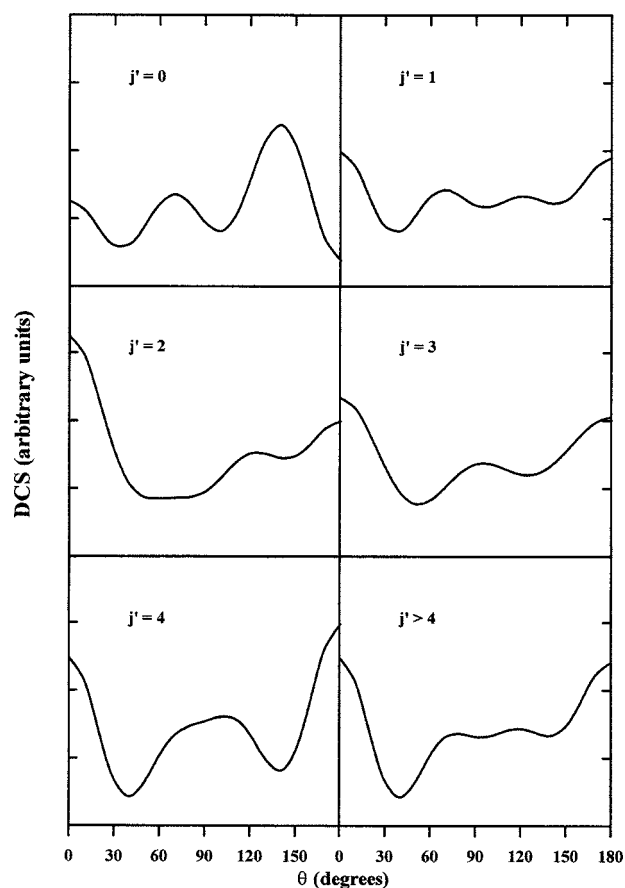 j' = 0
j' = 1
j' = 2
j' = 3
DCS (arbitrary units)
j' = 4
j' > 4
0 30 60 90 120 150 0 30 60 90 120 150 180
θ (degrees)